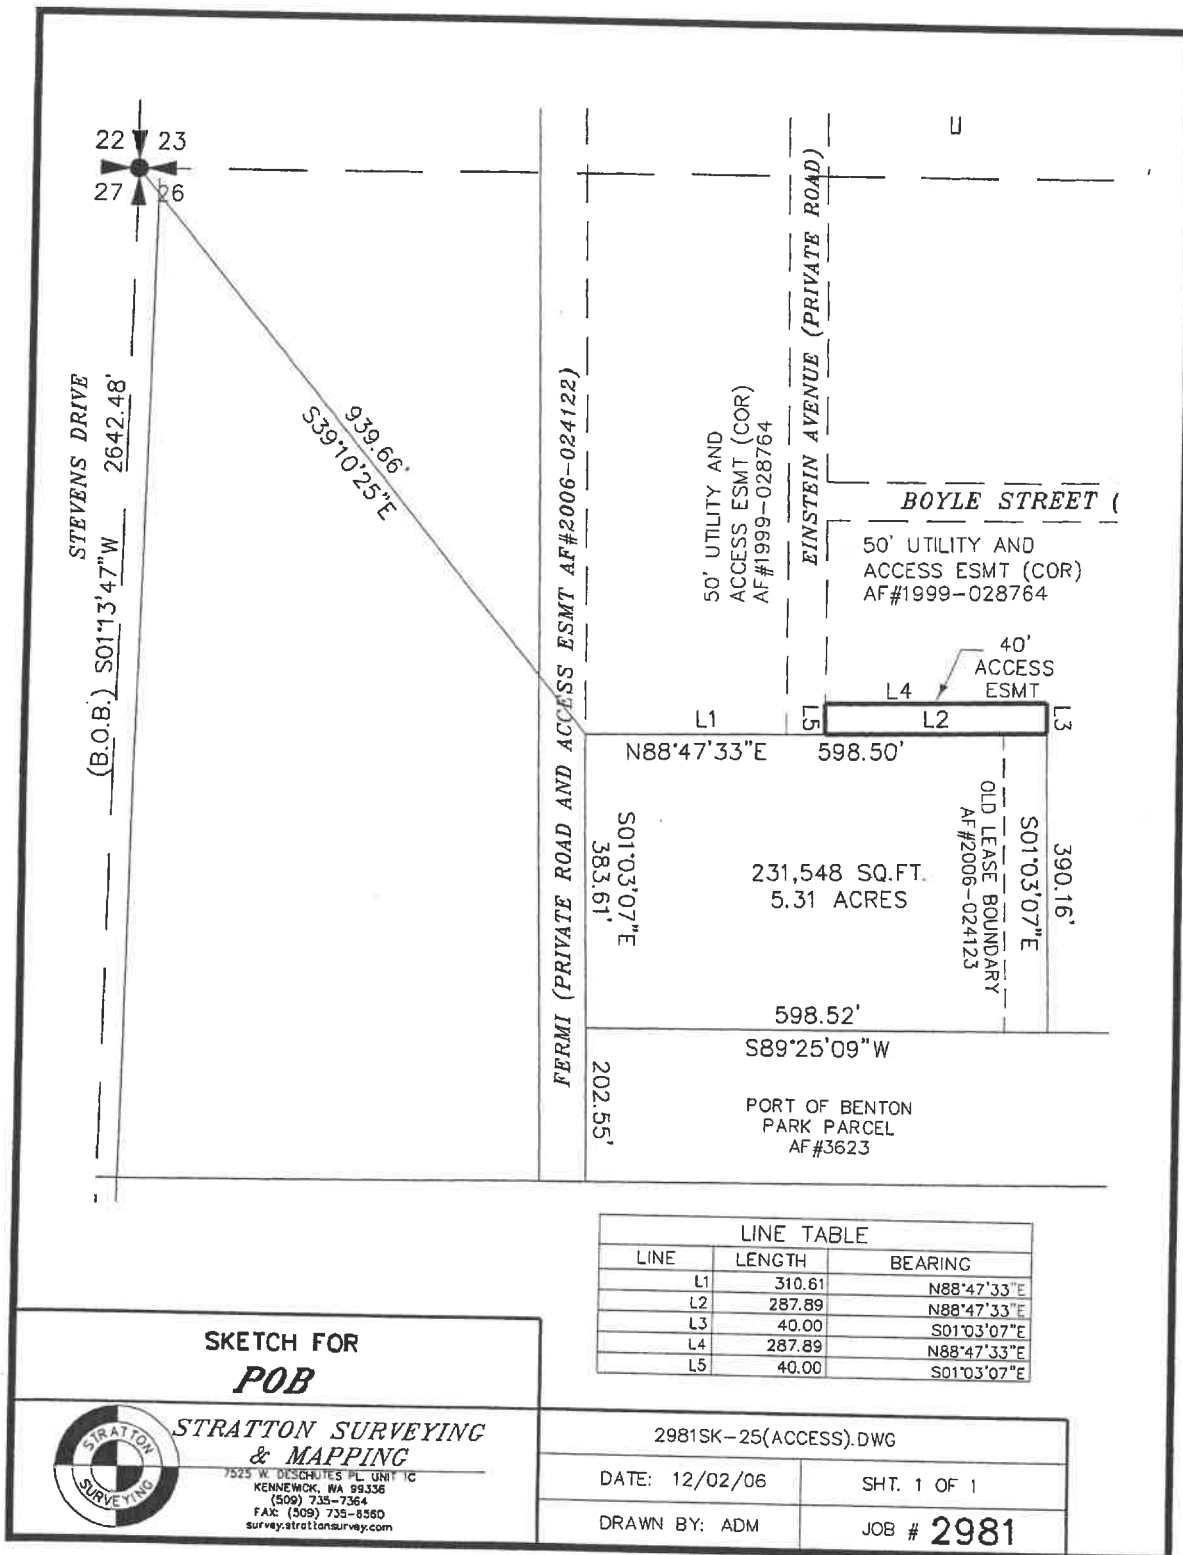 22 23
27 26
STEVENS DRIVE
(B.O.B.) S01°13'47"W 2642.48'
939.66'
S39°10'25"E
FERMI (PRIVATE ROAD AND ACCESS ESMT AF#2006-024122)
50' UTILITY AND
ACCESS ESMT (COR)
AF#1999-028764
EINSTEIN AVENUE (PRIVATE ROAD)
BOYLE STREET (
50' UTILITY AND
ACCESS ESMT (COR)
AF#1999-028764
40'
ACCESS
ESMT
L4
L1
L5
L2
L3
N88°47'33"E 598.50'
S01°03'07"E
383.61'
231,548 SQ.FT.
5.31 ACRES
OLD LEASE BOUNDARY
AF#2006-024123
S01°03'07"E
390.16'
598.52'
S89°25'09"W
202.55'
PORT OF BENTON
PARK PARCEL
AF#3623
LINE TABLE
LINE LENGTH BEARING
L1 310.61 N88°47'33"E
L2 287.89 N88°47'33"E
L3 40.00 S01°03'07"E
L4 287.89 N88°47'33"E
L5 40.00 S01°03'07"E
SKETCH FOR
POB
STRATTON
SURVEYING
STRATTON SURVEYING
& MAPPING
7525 W. DESCHUTES PL. UNIT 1C
KENNEWICK, WA 99336
(509) 735-7364
FAX: (509) 735-6560
survey.strattonsurvey.com
2981SK-25(ACCESS).DWG
DATE: 12/02/06
SHT. 1 OF 1
DRAWN BY: ADM
JOB # 2981